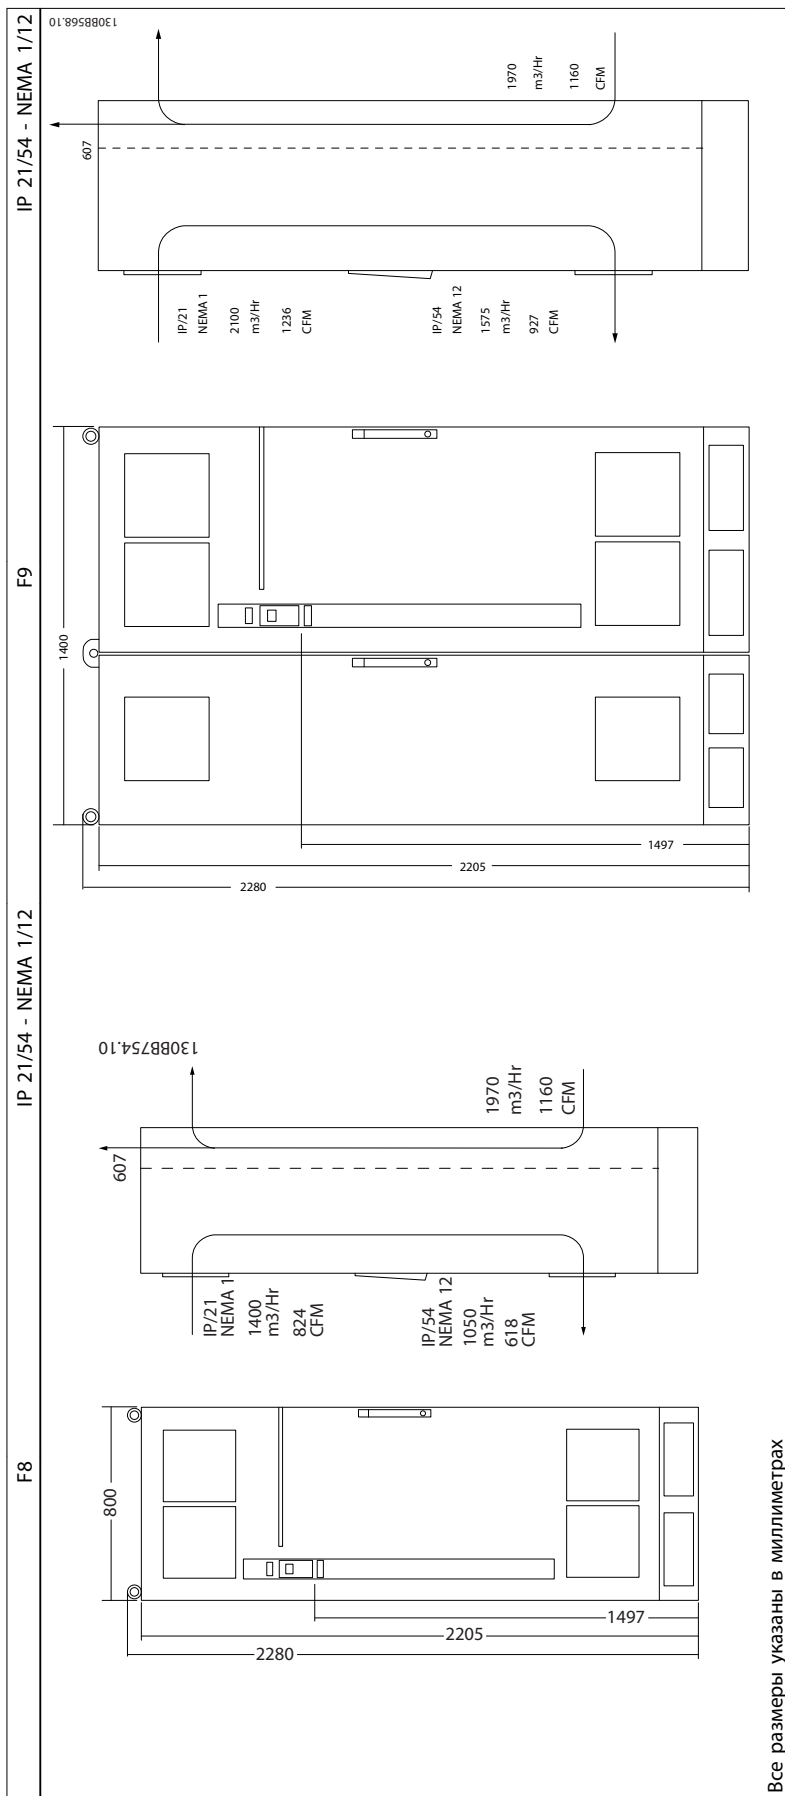 F8
IP 21/54 - NEMA 1/12
F9
IP 21/54 - NEMA 1/12
800
2280
2205
1497
IP/21
NEMA 1
1400
m3/Hr
824
CFM
IP/54
NEMA 12
1050
m3/Hr
618
CFM
607
1970
m3/Hr
1160
CFM
130BB754.10
1400
2280
2205
1497
IP/21
NEMA 1
2100
m3/Hr
1236
CFM
IP/54
NEMA 12
1575
m3/Hr
927
CFM
607
1970
m3/Hr
1160
CFM
130BB568.10
Все размеры указаны в миллиметрах